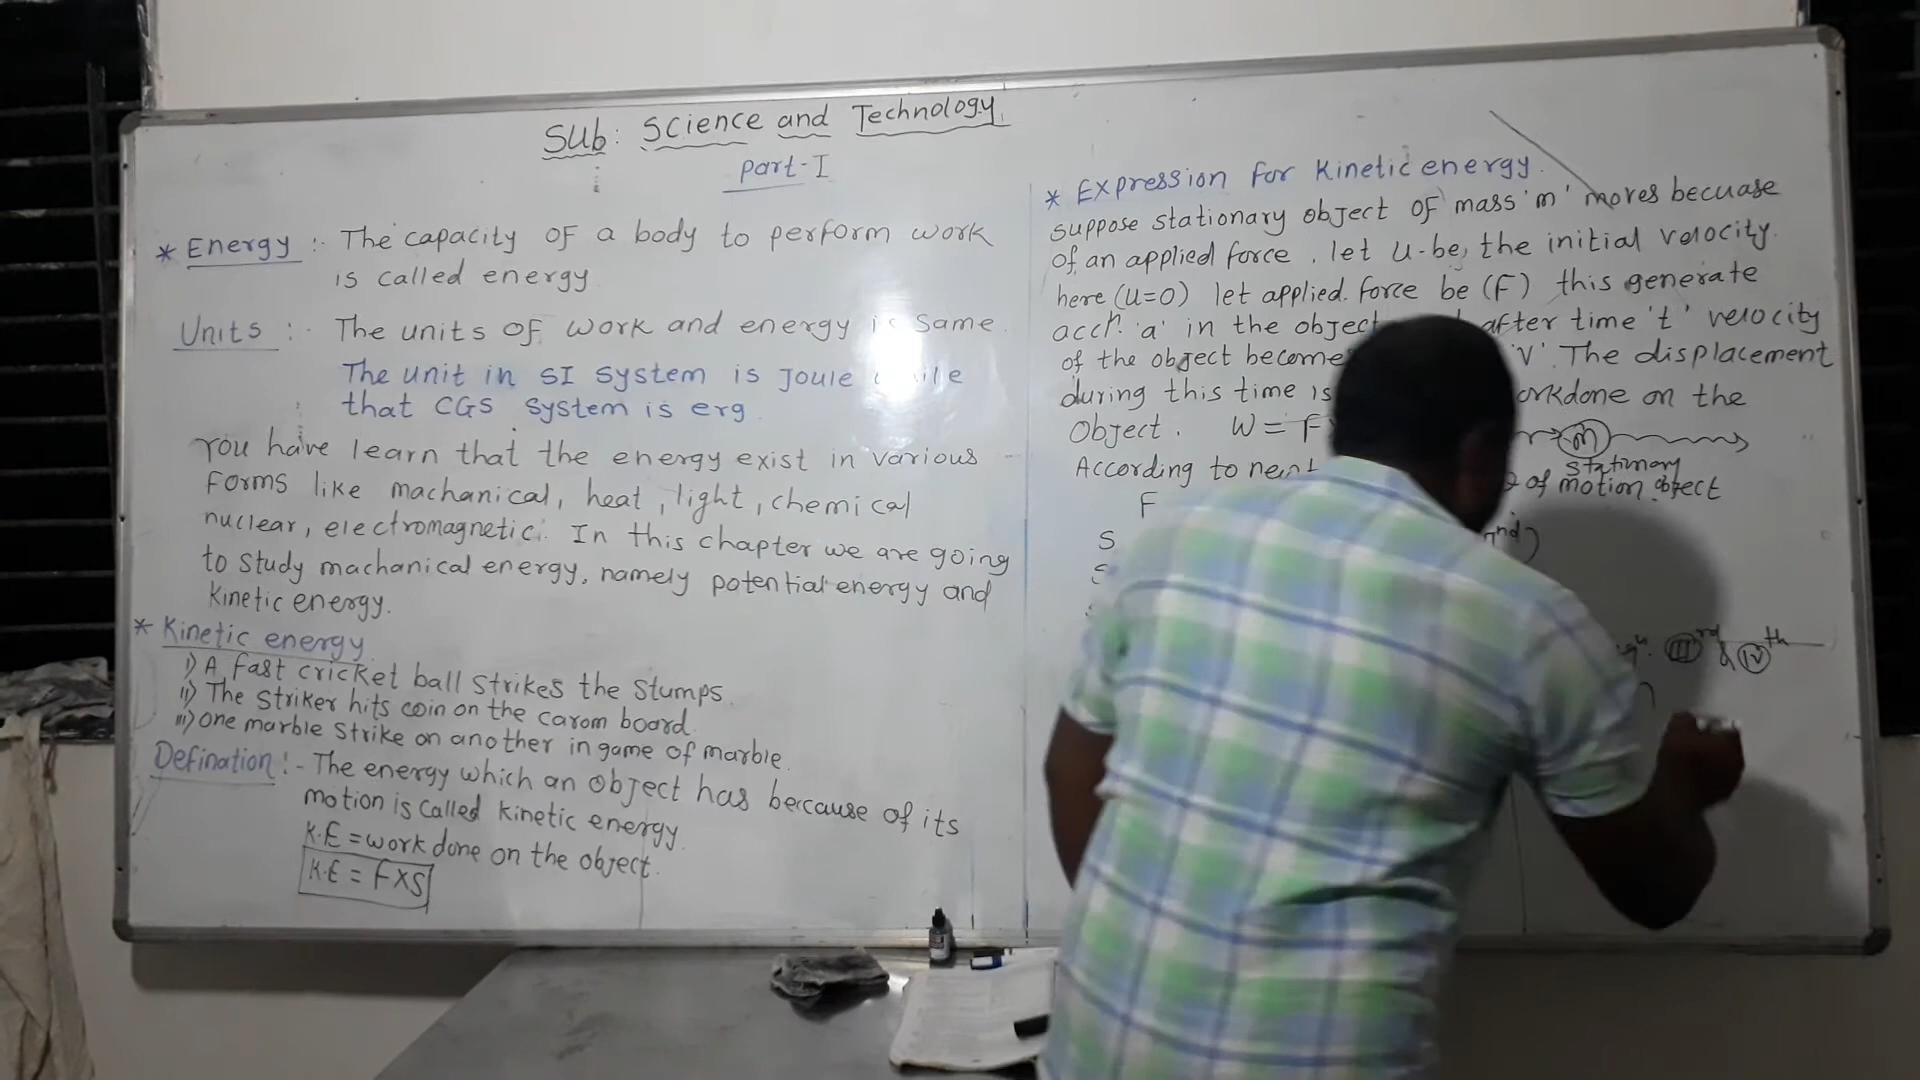 Sub: Science and Technology
Part-I
* Energy :- The capacity of a body to perform work
is called energy
Units :- The units of work and energy is same
The unit in SI system is Joule
that CGS system is erg.
You have learn that the energy exist in various
forms like machanical, heat, light, chemical
nuclear, electromagnetic. In this chapter we are going
to study machanical energy, namely potential energy and
Kinetic energy.
* Kinetic energy
i) A fast cricket ball strikes the stumps.
ii) The striker hits coin on the carom board.
iii) One marble strike on another in game of marble.
Defination :- The energy which an object has beccause of its
motion is called kinetic energy.
K.E = work done on the object.
K.E = F×S
* Expression for Kinetic energy.
suppose stationary object of mass 'm' moves becuase
of an applied force. let u-be, the initial velocity.
here (u=0) let applied force be (F) this generate
accn. 'a' in the object after time 't' velocity
of the object become 'v'. The displacement
during this time is workdone on the
Object. W = F
m
stationary
object
According to of motion
F
S
nd)
IIIrd & IVth